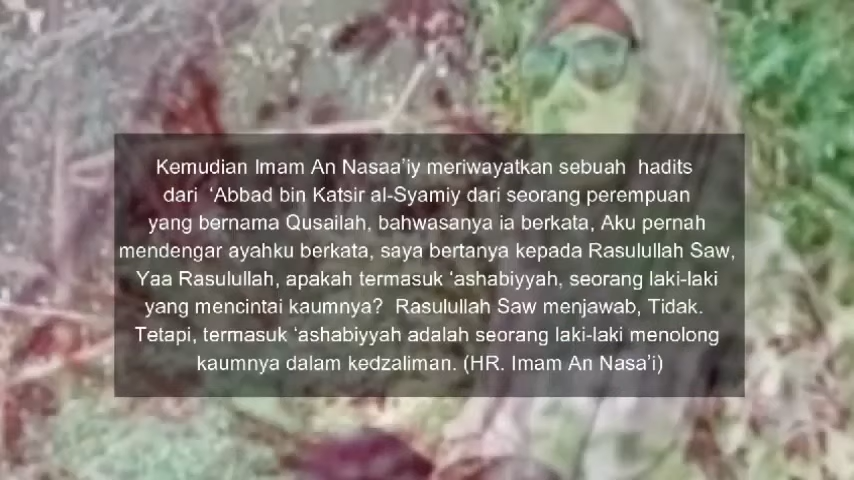 Kemudian Imam An Nasaa'iy meriwayatkan sebuah hadits
dari 'Abbad bin Katsir al-Syamiy dari seorang perempuan
yang bernama Qusailah, bahwasanya ia berkata, Aku pernah
mendengar ayahku berkata, saya bertanya kepada Rasulullah Saw,
Yaa Rasulullah, apakah termasuk 'ashabiyyah, seorang laki-laki
yang mencintai kaumnya? Rasulullah Saw menjawab, Tidak.
Tetapi, termasuk 'ashabiyyah adalah seorang laki-laki menolong
kaumnya dalam kedzaliman. (HR. Imam An Nasa'i)